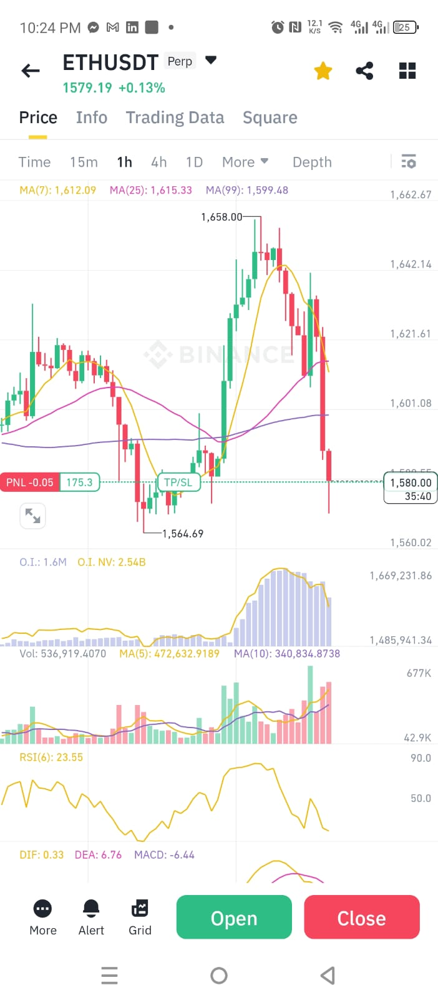 10:24 PM 12.1 K/S 4G 4G 25
ETHUSDT Perp
1579.19 +0.13%
Price Info Trading Data Square
Time 15m 1h 4h 1D More Depth
MA(7): 1,612.09 MA(25): 1,615.33 MA(99): 1,599.48
1,662.67
1,658.00
1,642.14
1,621.61
BINANCE
1,601.08
PNL -0.05 175.3 TP/SL 1,580.00
35:40
1,564.69
1,560.02
O.I.: 1.6M O.I. NV: 2.54B
1,669,231.86
1,485,941.34
Vol: 536,919.4070 MA(5): 472,632.9189 MA(10): 340,834.8738
677K
42.9K
RSI(6): 23.55
90.0
50.0
DIF: 0.33 DEA: 6.76 MACD: -6.44
More Alert Grid Open Close